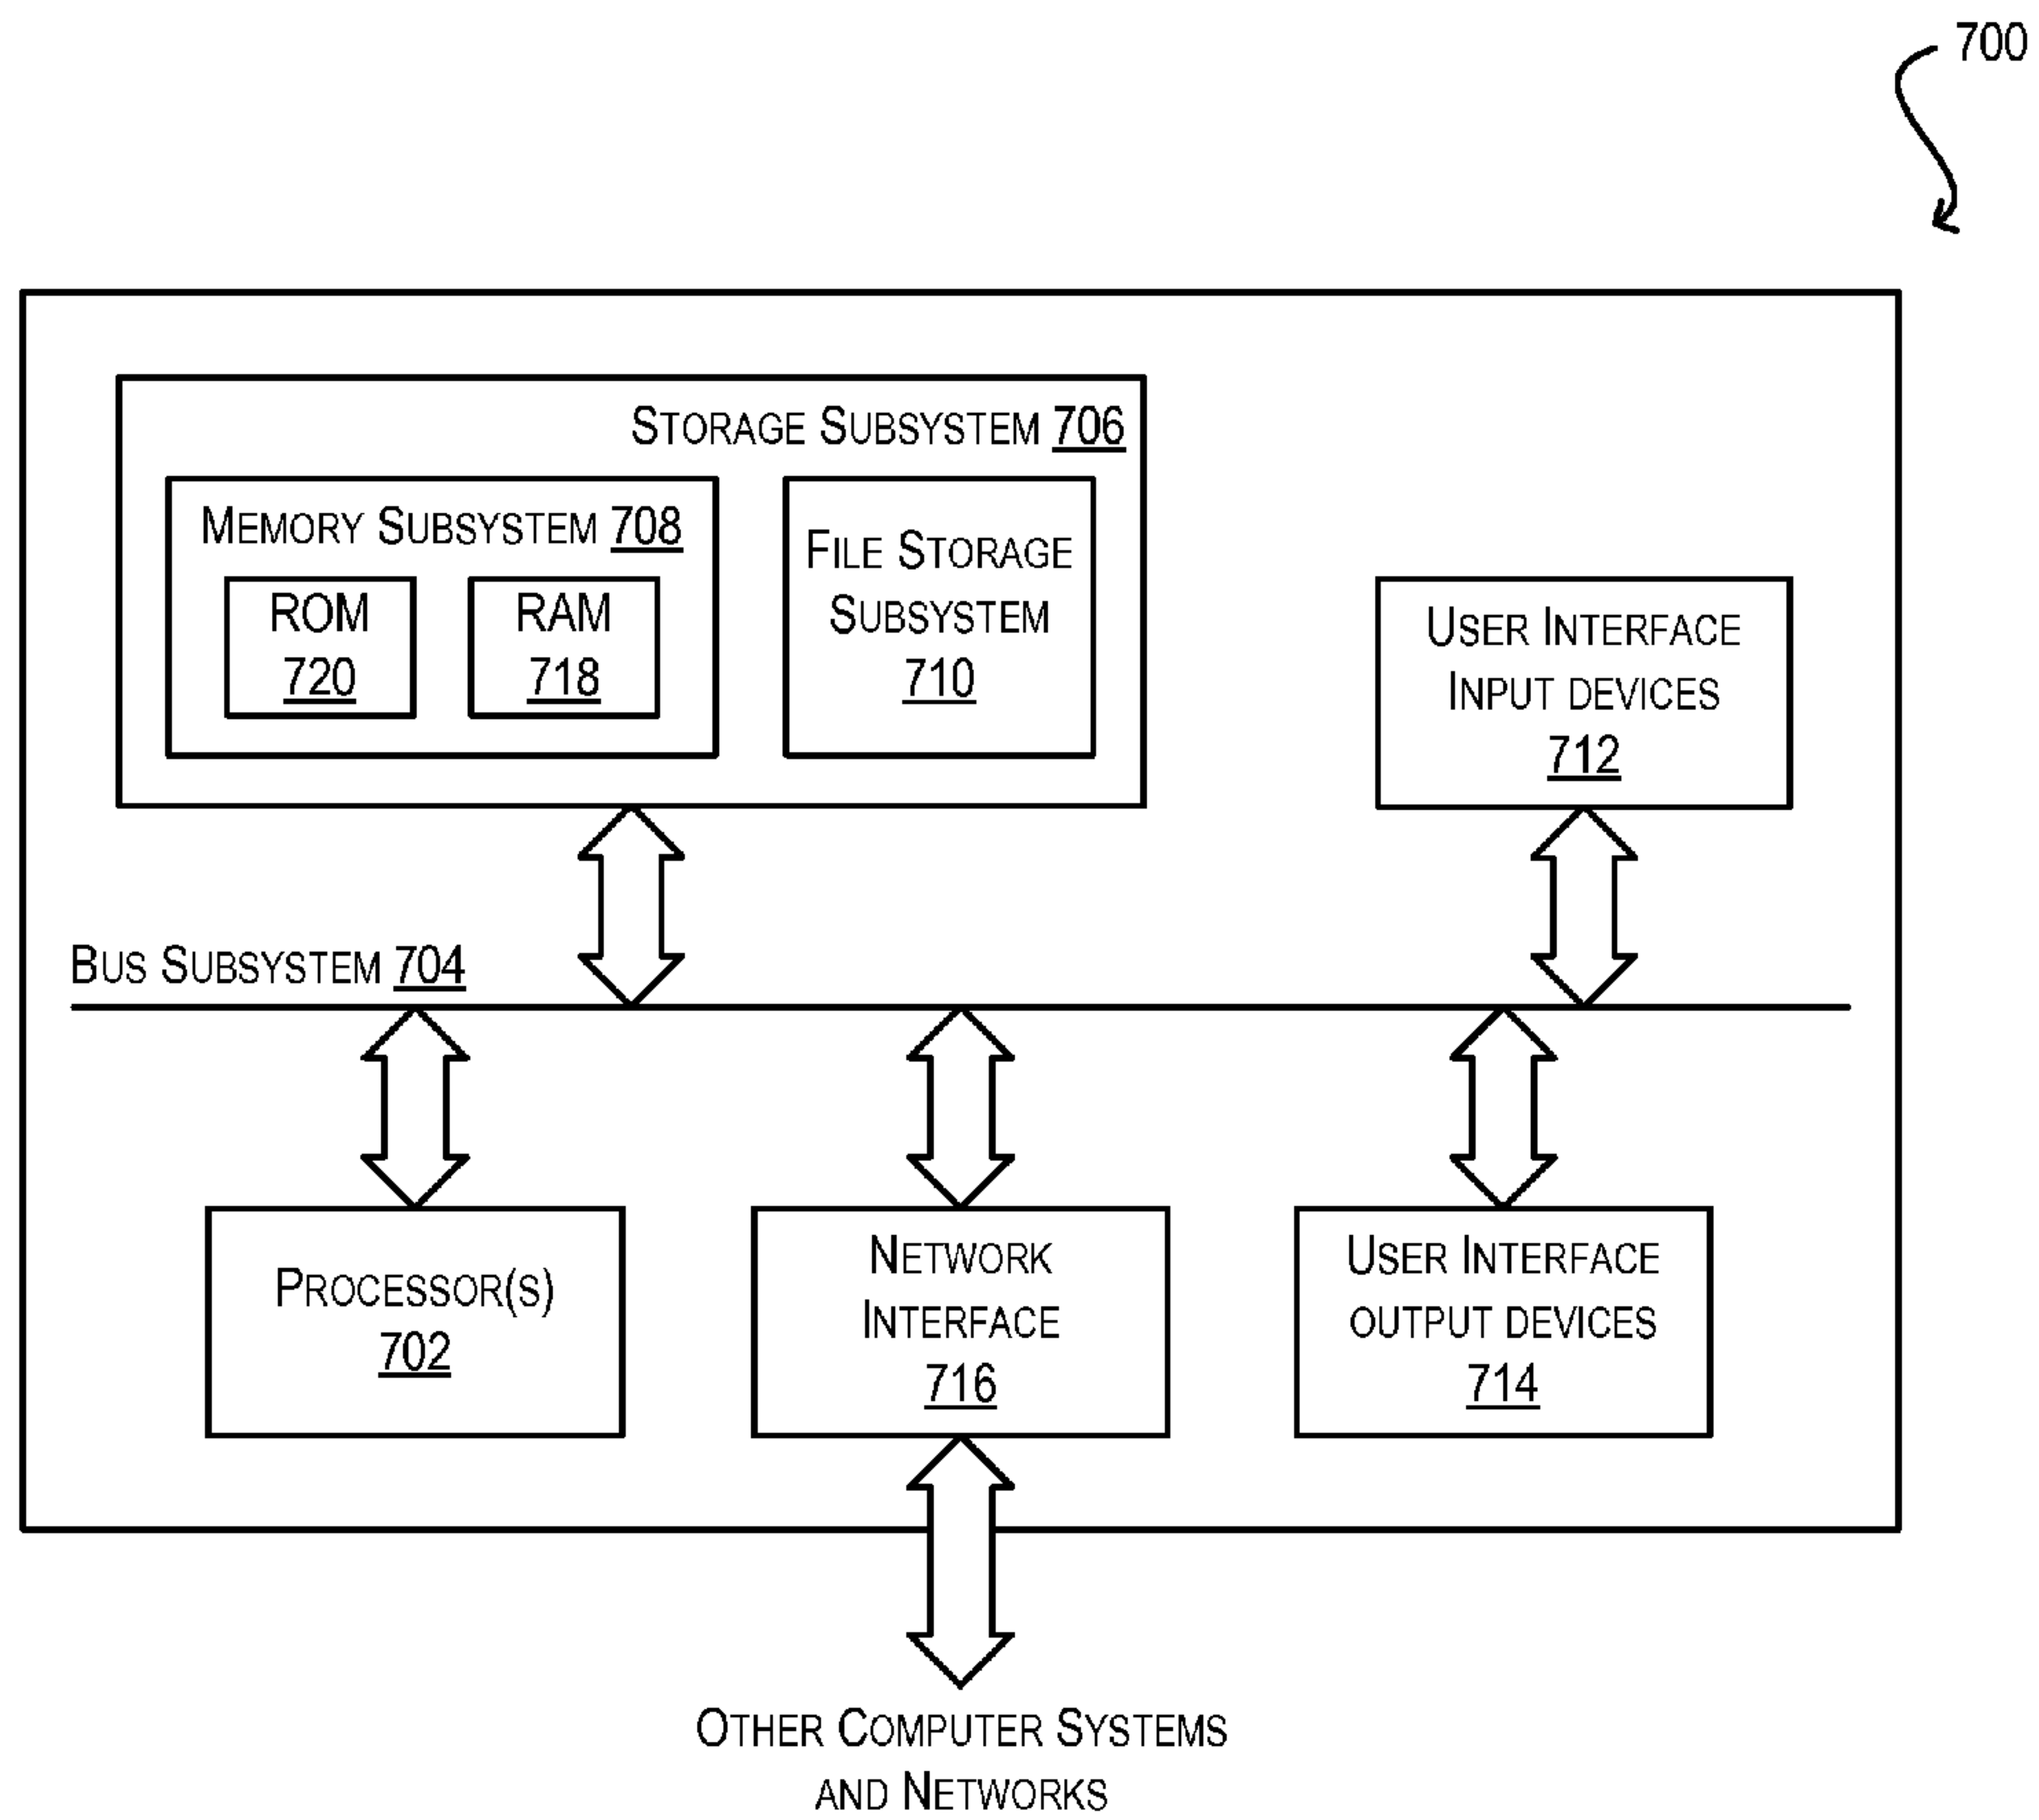 700
Storage Subsystem 706
Memory Subsystem 708
ROM
720
RAM
718
File Storage
Subsystem
710
User Interface
Input devices
712
Bus Subsystem 704
Processor(s)
702
Network
Interface
716
User Interface
output devices
714
Other Computer Systems
and Networks